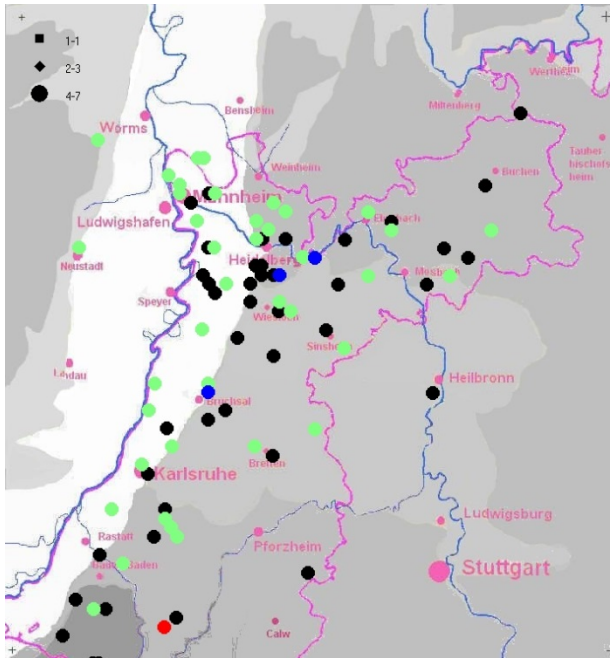 1-1
2-3
4-7
Bensheim
Miltenberg
Worms
Weinheim
Tauber
bischofs
heim
Buchen
Mannheim
Ludwigshafen
Heidelberg
Neustadt
Mosbach
Speyer
Wiesloch
Sinsheim
Landau
Heilbronn
Bruchsal
Bretten
Karlsruhe
Ludwigsburg
Rastatt
Pforzheim
Stuttgart
Calw